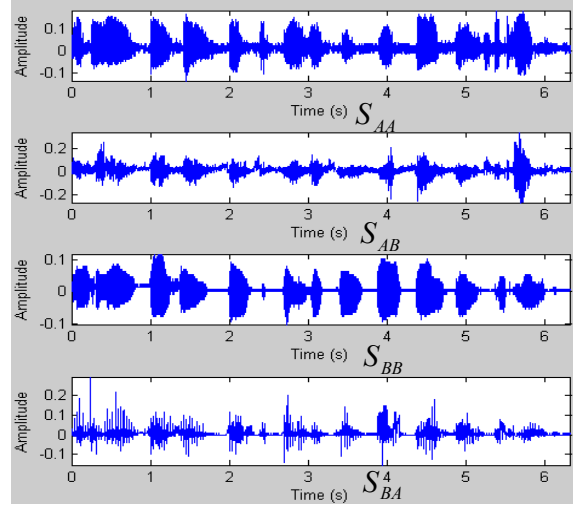 Amplitude
0.1
0
-0.1
0 1 2 3 4 5 6
Time (s) S_AA
Amplitude
0.2
0
-0.2
0 1 2 3 4 5 6
Time (s) S_AB
Amplitude
0.1
0
-0.1
0 1 2 3 4 5 6
Time (s) S_BB
Amplitude
0.2
0.1
0
-0.1
0 1 2 3 4 5 6
Time (s) S_BA